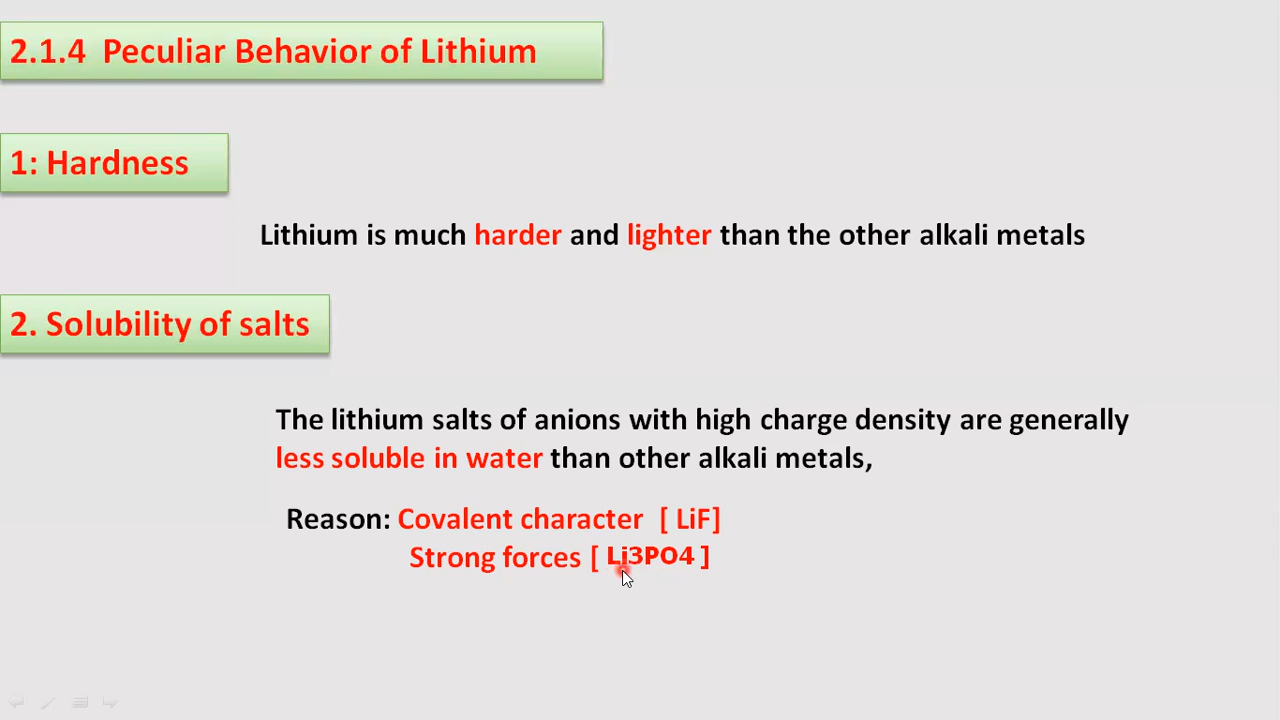 2.1.4 Peculiar Behavior of Lithium
1: Hardness
Lithium is much harder and lighter than the other alkali metals
2. Solubility of salts
The lithium salts of anions with high charge density are generally
less soluble in water than other alkali metals,
Reason: Covalent character [ LiF]
Strong forces [ Li3PO4 ]